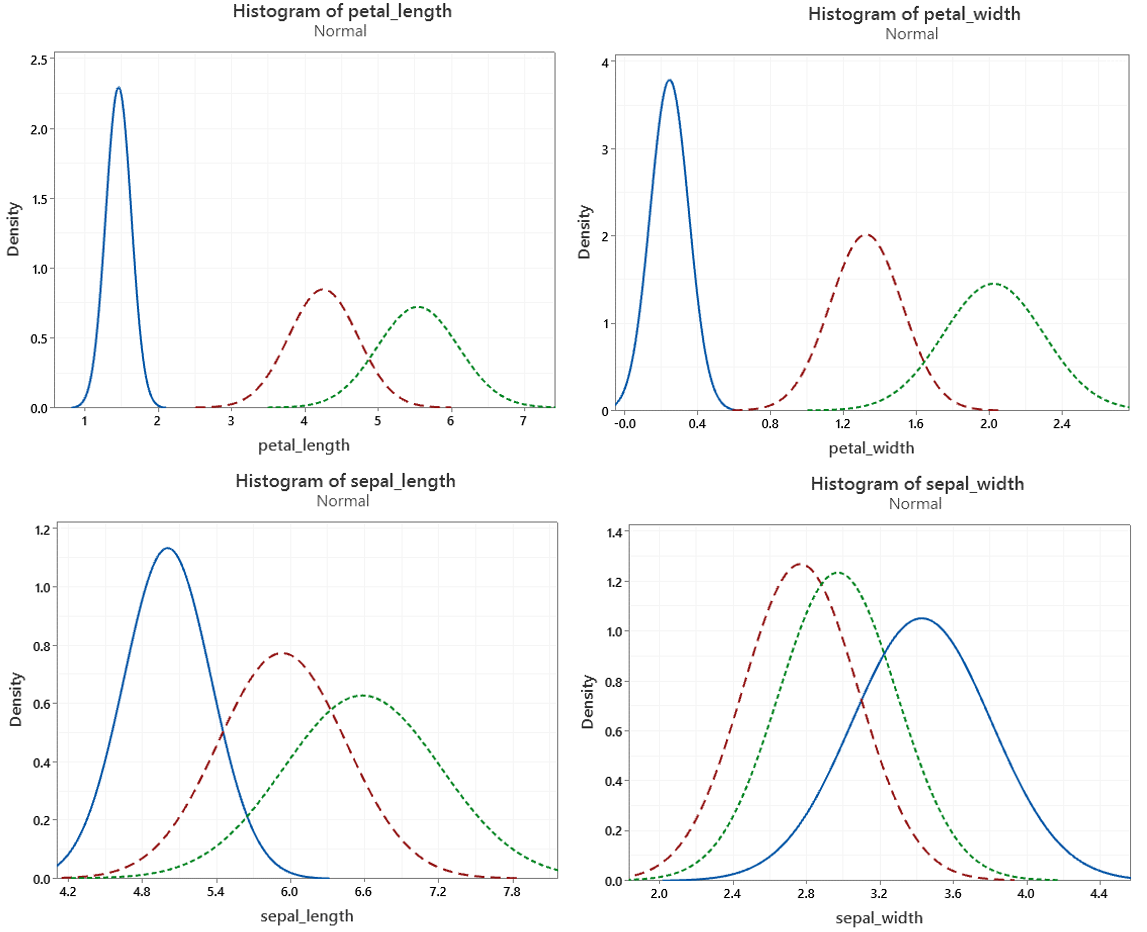 Histogram of petal_length
Normal
2.5
2.0
1.5
1.0
0.5
0.0
Density
1 2 3 4 5 6 7
petal_length
Histogram of petal_width
Normal
4
3
2
1
0
Density
-0.0 0.4 0.8 1.2 1.6 2.0 2.4
petal_width
Histogram of sepal_length
Normal
1.2
1.0
0.8
0.6
0.4
0.2
0.0
Density
4.2 4.8 5.4 6.0 6.6 7.2 7.8
sepal_length
Histogram of sepal_width
Normal
1.4
1.2
1.0
0.8
0.6
0.4
0.2
0.0
Density
2.0 2.4 2.8 3.2 3.6 4.0 4.4
sepal_width